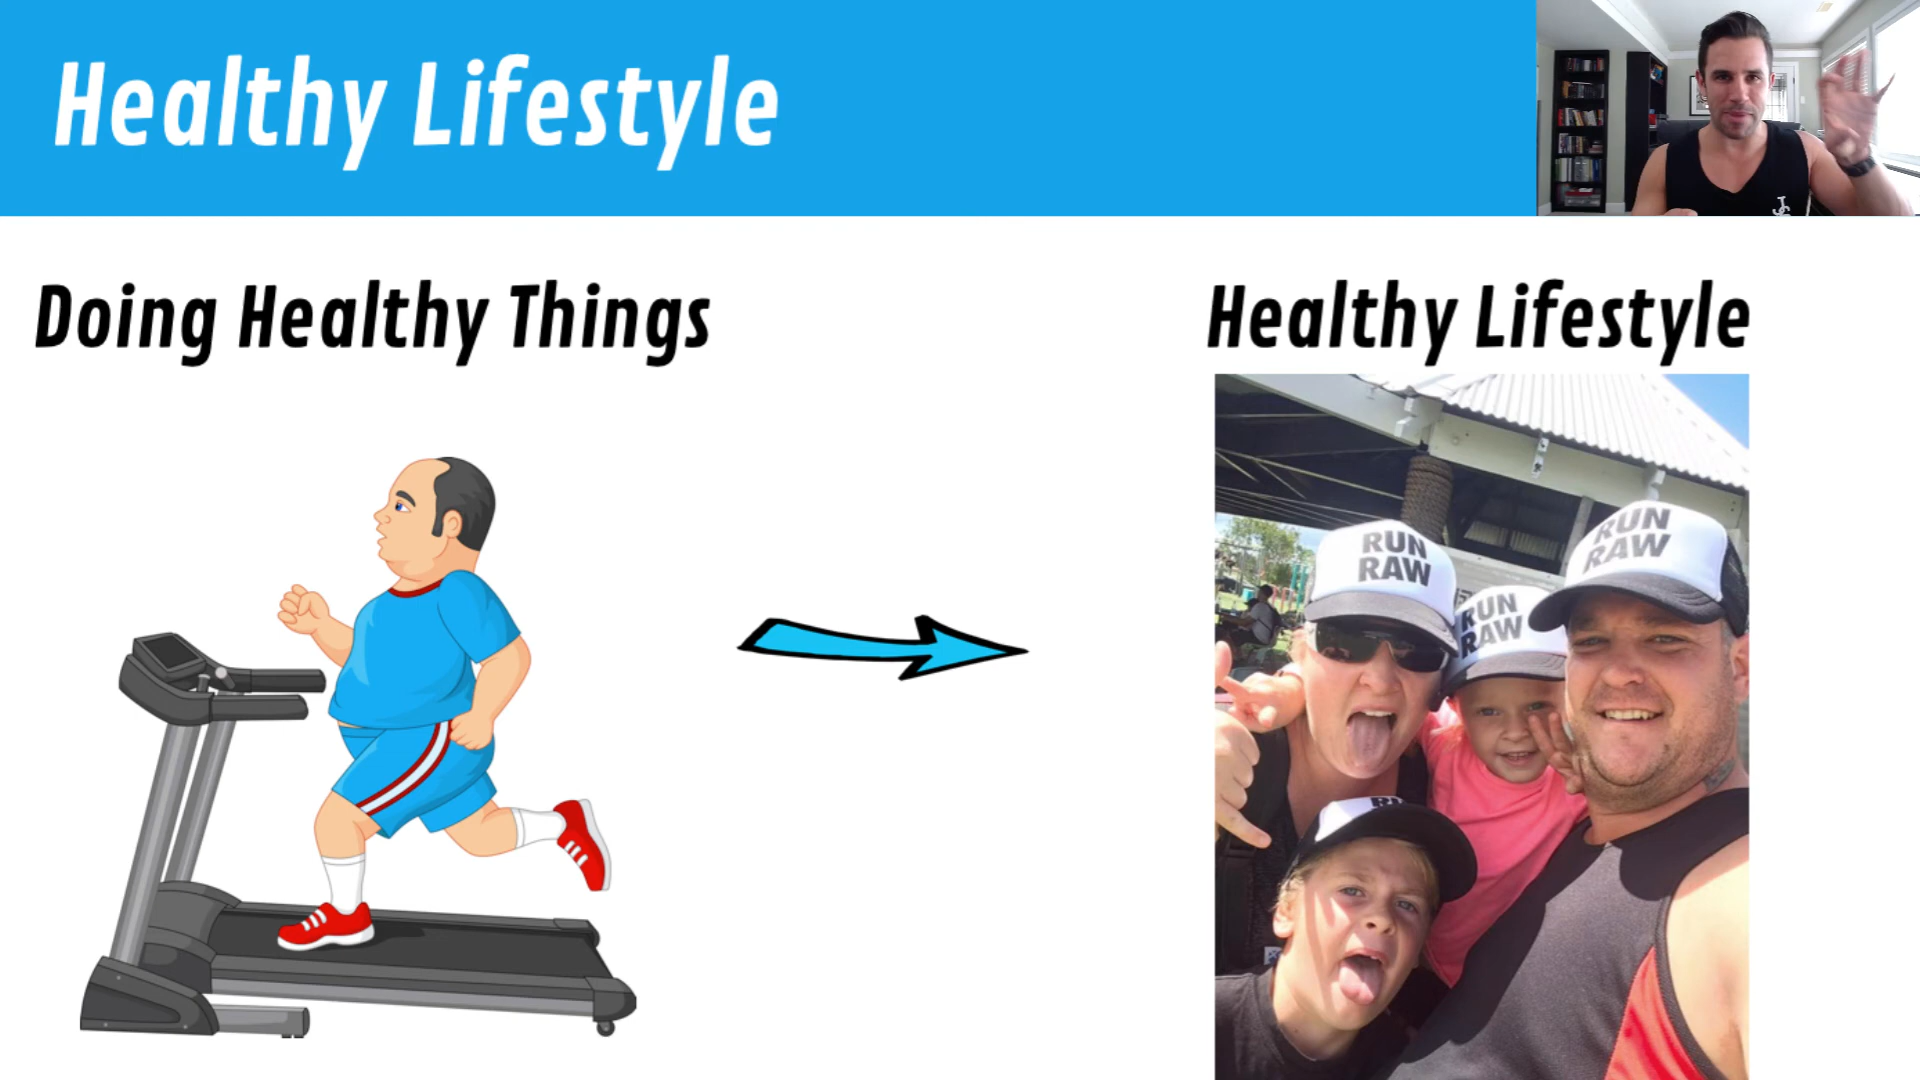 Healthy Lifestyle
Doing Healthy Things
Healthy Lifestyle
RUN
RAW
RUN
RAW
RUN
RAW